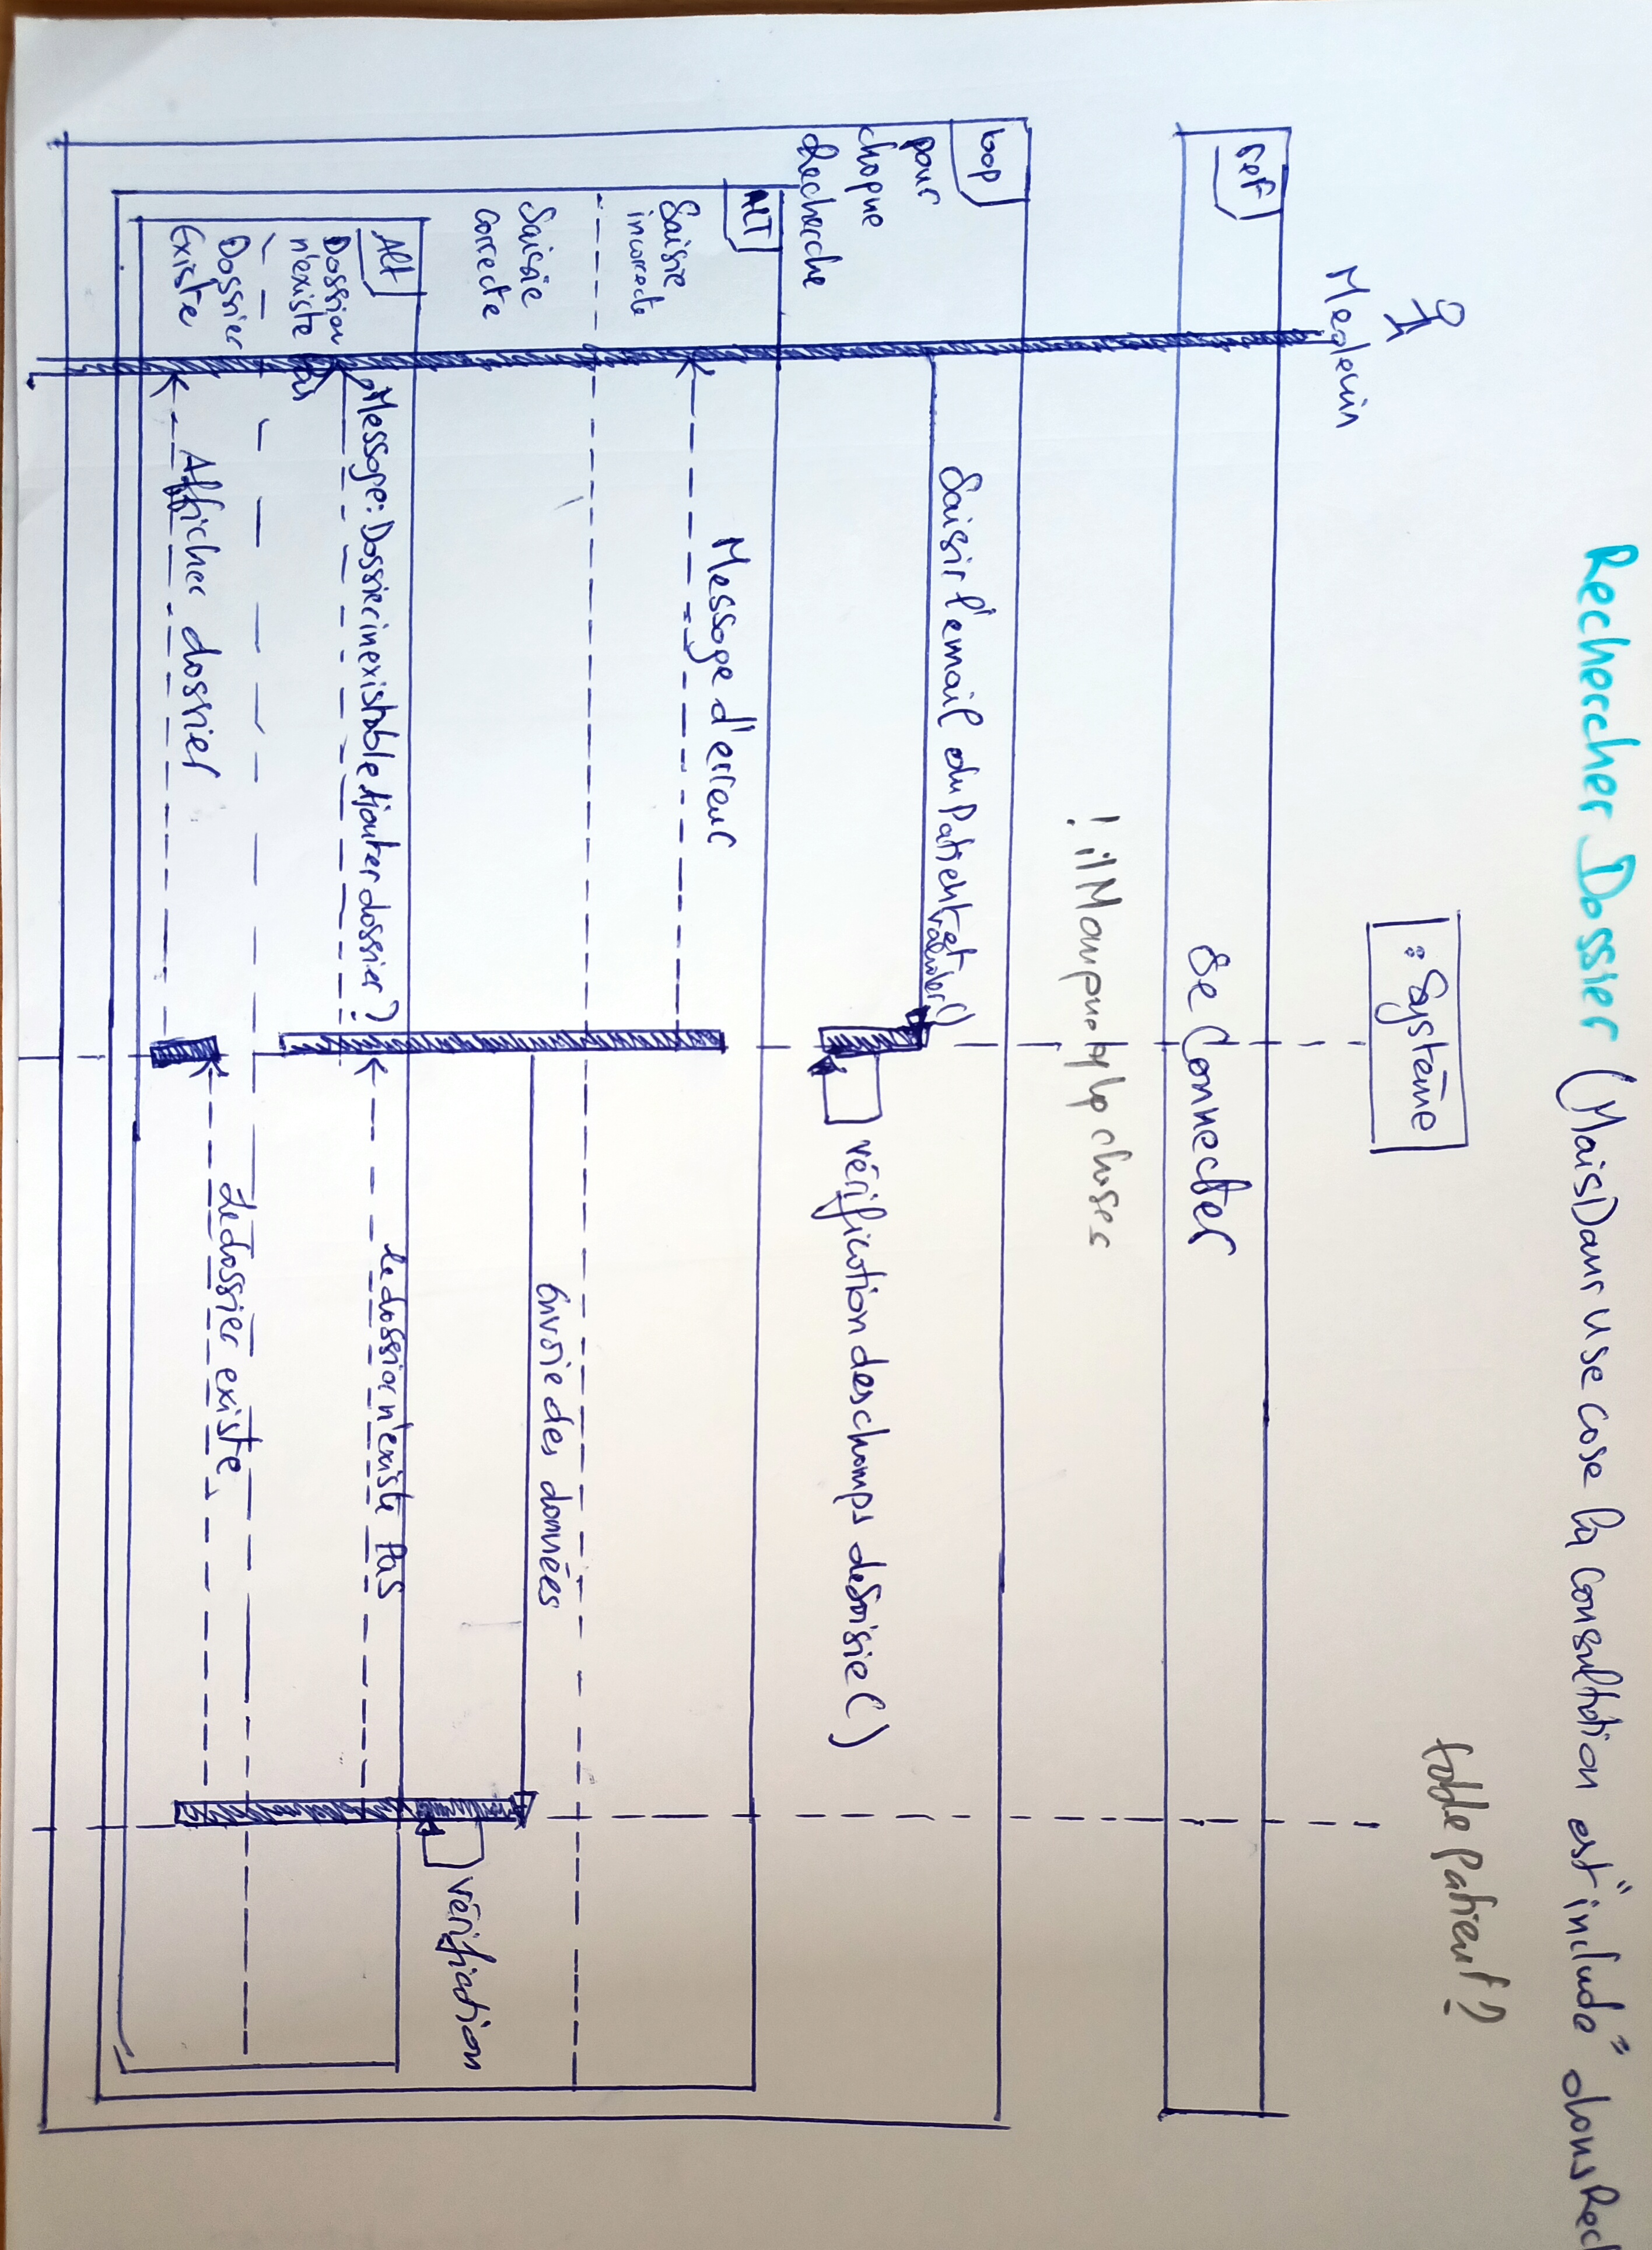 Rechercher Dossier (Mais Dans Use case la consultation est "include" dans Rech
table patient?
: Système
Medecin
ref
Se Connecter
! il Manque qlq choses
loop
Saisir l'email du Patient et
valider()
pour
chaque
Recherche
vérification des champs de saisie ()
ALT
Message d'erreur
Saisie
incorrecte
Envoie des données
Saisie
correcte
vérification
Alt
Message: Dossier inexistable Ajouter dossier ?
le dossier n'existe Pas
Dossier
n'existe Pas
Dossier
Existe
Le dossier existe
Afficher dossier